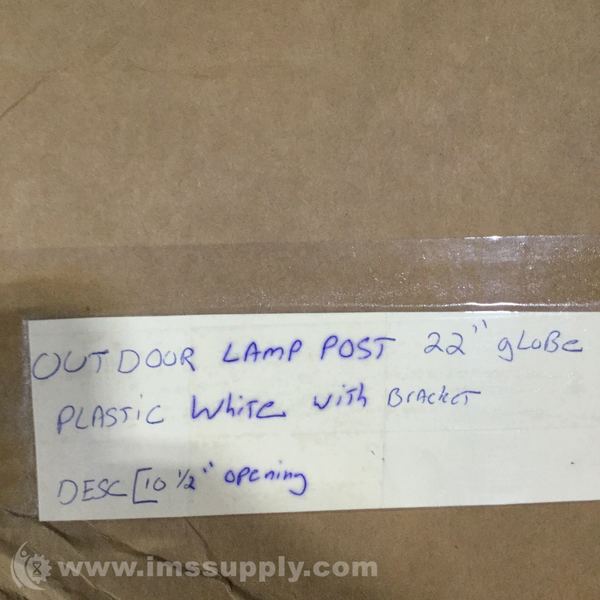 OUTDOOR LAMP POST 22" gLoBe
PLASTiC White with BrAckeT
DESC[10 1/2" opening
www.imssupply.com